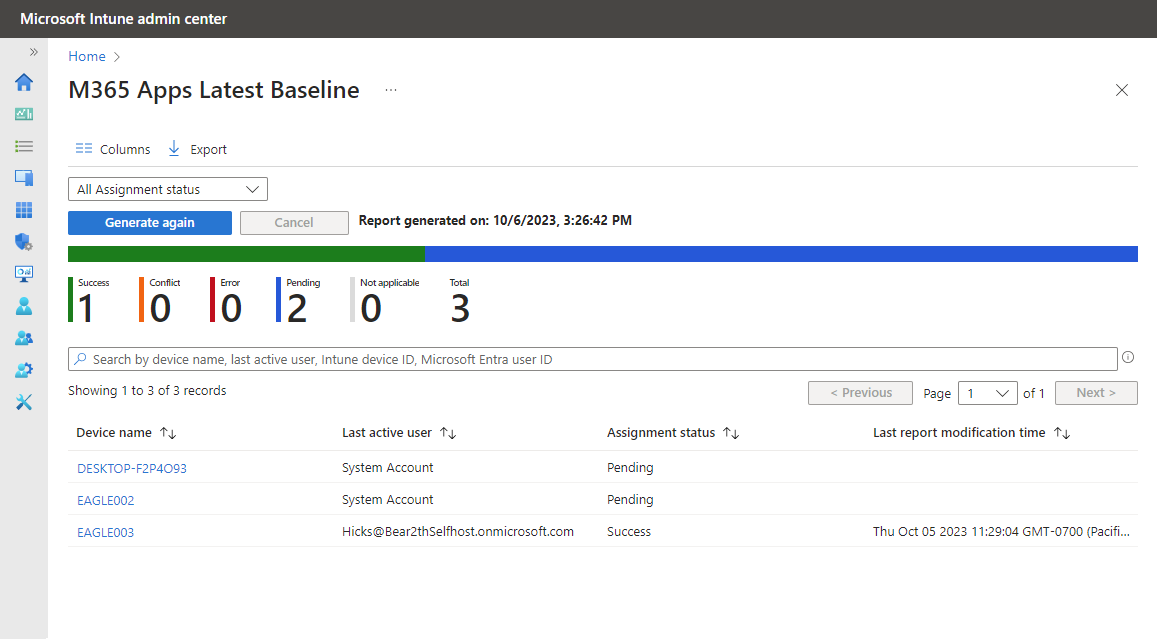 Microsoft Intune admin center
Home
M365 Apps Latest Baseline
Columns Export
All Assignment status
Generate again Cancel Report generated on: 10/6/2023, 3:26:42 PM
Success Conflict Error Pending Not applicable Total
1 0 0 2 0 3
Search by device name, last active user, Intune device ID, Microsoft Entra user ID
Showing 1 to 3 of 3 records
< Previous Page 1 of 1 Next >
Device name Last active user Assignment status Last report modification time
DESKTOP-F2P4O93 System Account Pending
EAGLE002 System Account Pending
EAGLE003 Hicks@Bear2thSelfhost.onmicrosoft.com Success Thu Oct 05 2023 11:29:04 GMT-0700 (Pacifi...